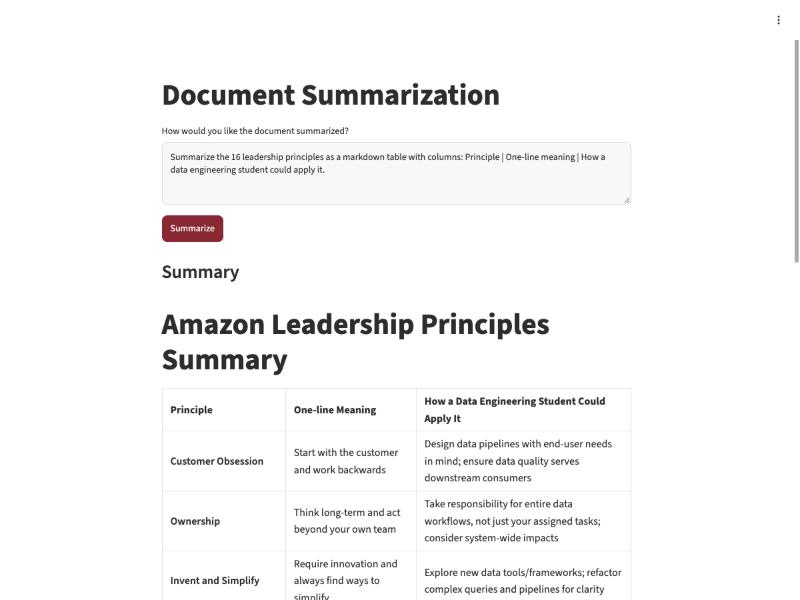 Document Summarization
How would you like the document summarized?
Summarize the 16 leadership principles as a markdown table with columns: Principle | One-line meaning | How a
data engineering student could apply it.
Summarize
Summary
Amazon Leadership Principles
Summary
Principle
One-line Meaning
How a Data Engineering Student Could
Apply It
Customer Obsession
Start with the customer
and work backwards
Design data pipelines with end-user needs
in mind; ensure data quality serves
downstream consumers
Ownership
Think long-term and act
beyond your own team
Take responsibility for entire data
workflows, not just your assigned tasks;
consider system-wide impacts
Invent and Simplify
Require innovation and
always find ways to
simplify
Explore new data tools/frameworks; refactor
complex queries and pipelines for clarity